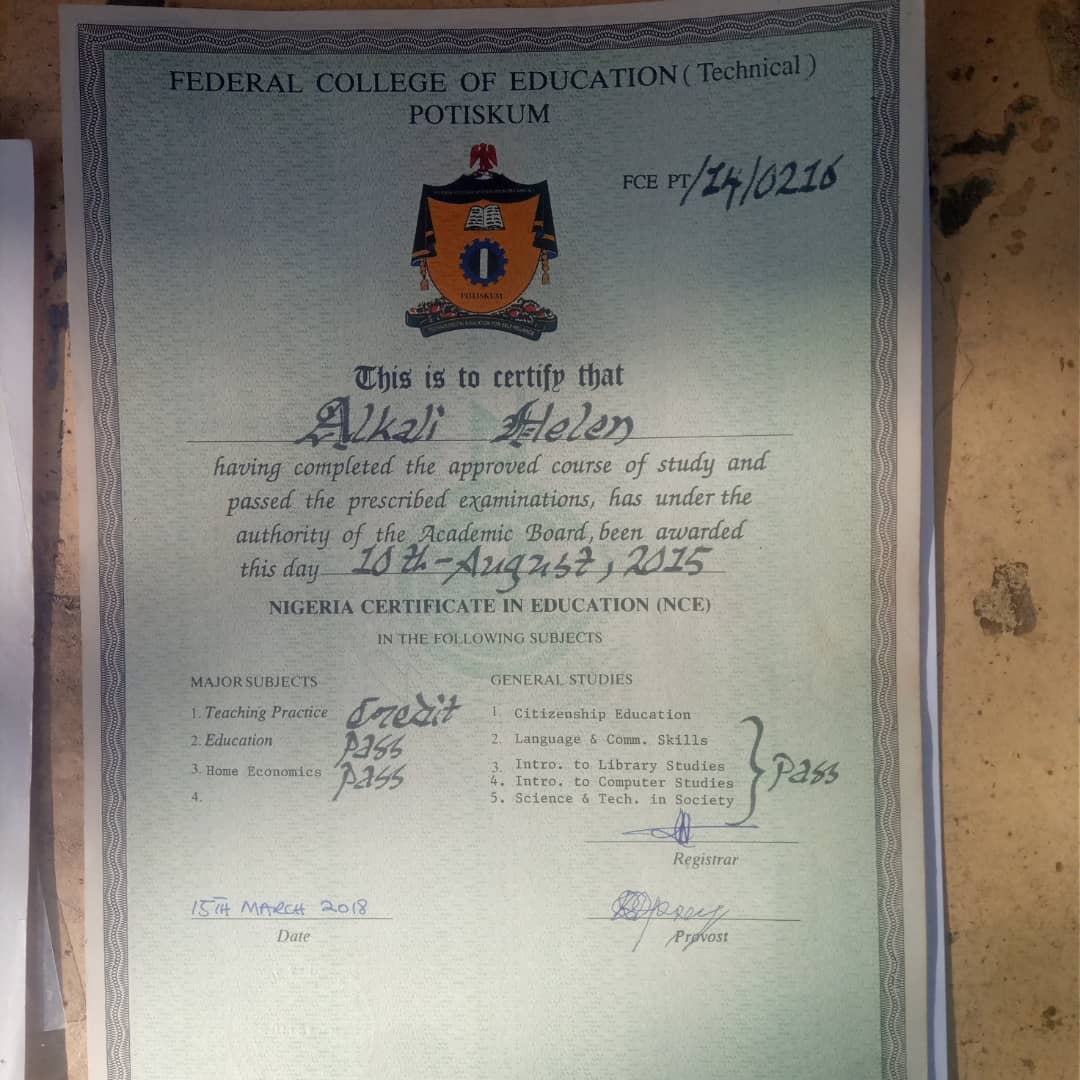 FEDERAL COLLEGE OF EDUCATION (Technical)
POTISKUM
FCE PT/14/0216
POTISKUM
This is to certify that
Alkali Helen
having completed the approved course of study and
passed the prescribed examinations, has under the
authority of the Academic Board, been awarded
this day 10th-August, 2015
NIGERIA CERTIFICATE IN EDUCATION (NCE)
IN THE FOLLOWING SUBJECTS
MAJOR SUBJECTS
1. Teaching Practice Credit
2. Education Pass
3. Home Economics Pass
4.
GENERAL STUDIES
1. Citizenship Education
2. Language & Comm. Skills
3. Intro. to Library Studies
4. Intro. to Computer Studies
5. Science & Tech. in Society
Pass
Registrar
15TH MARCH 2018
Date
Provost